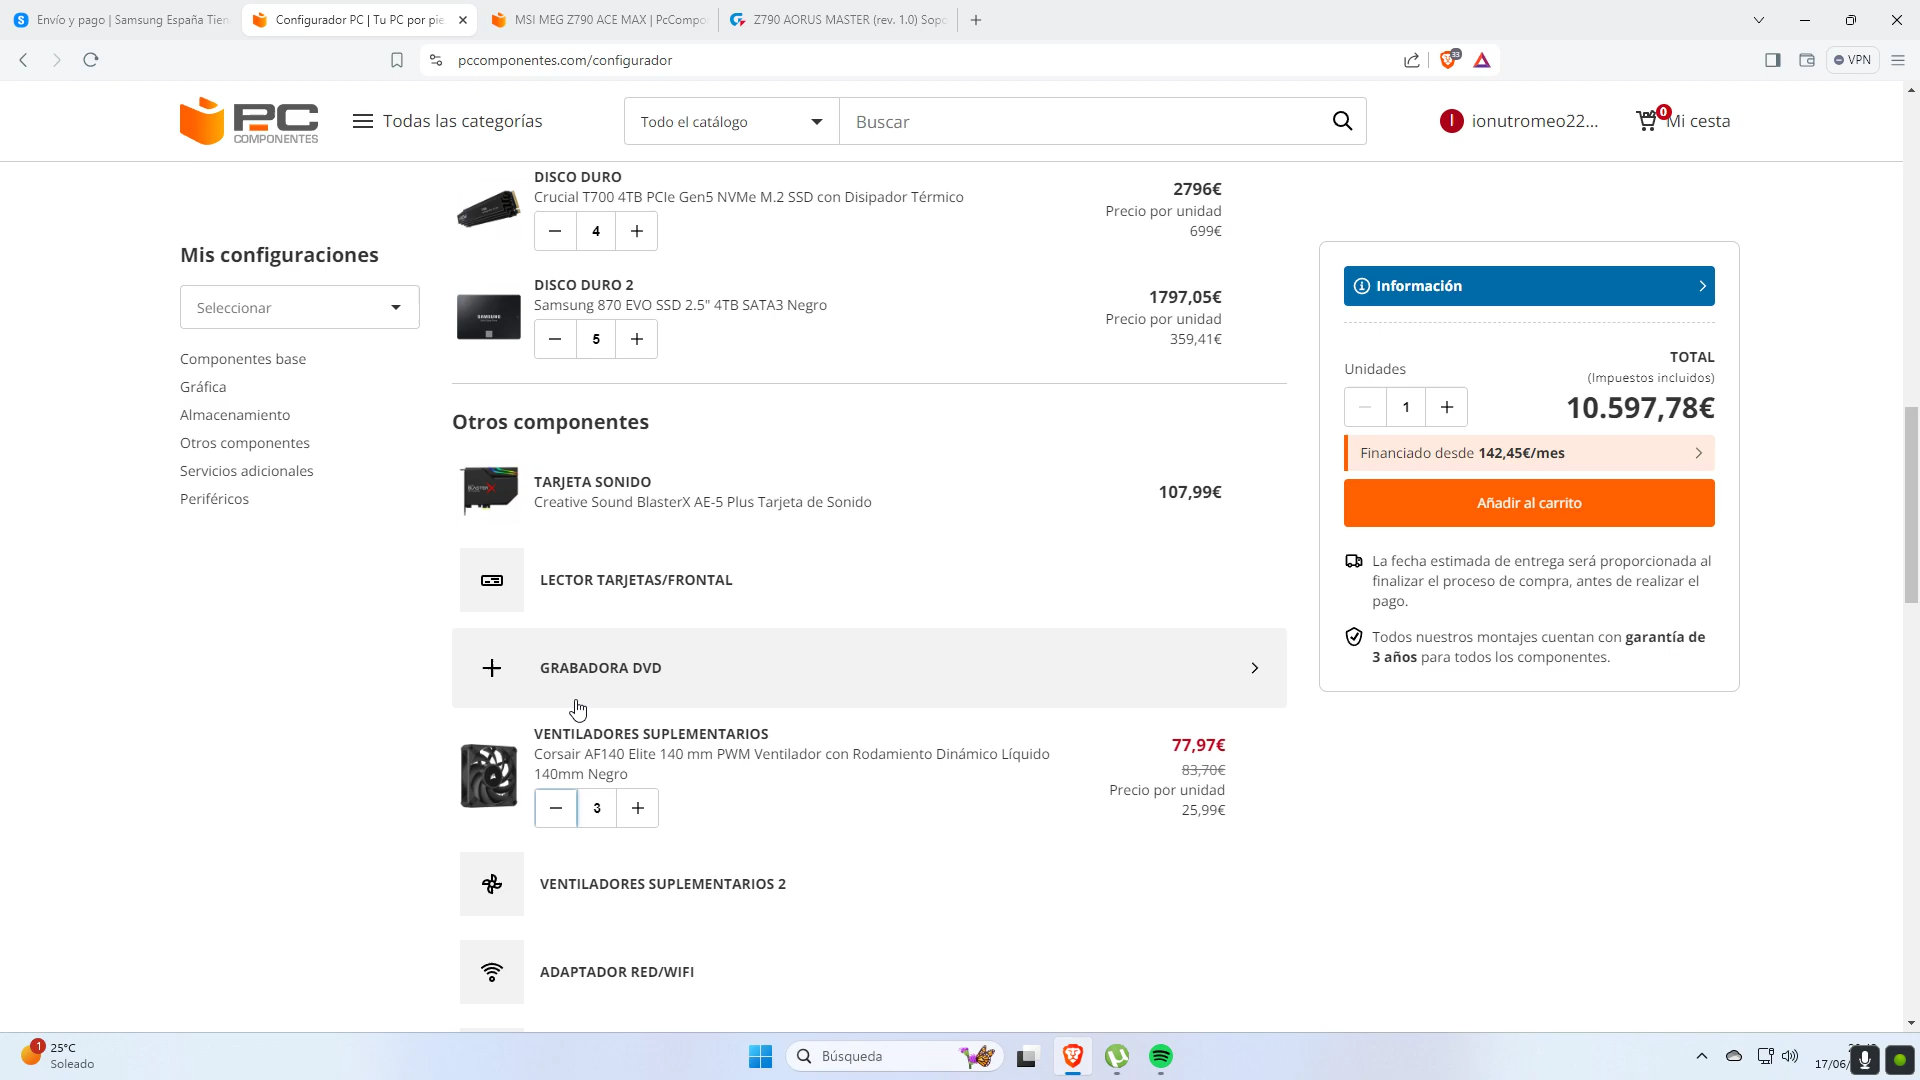 Envío y pago | Samsung España Tien
Configurador PC | Tu PC por pie
MSI MEG Z790 ACE MAX | PcCompo
Z790 AORUS MASTER (rev. 1.0) Sopo
pccomponentes.com/configurador
33
VPN
PC
COMPONENTES
Todas las categorías
Todo el catálogo
Buscar
I
ionutromeo22...
0
Mi cesta
DISCO DURO
Crucial T700 4TB PCIe Gen5 NVMe M.2 SSD con Disipador Térmico
4
2796€
Precio por unidad
699€
DISCO DURO 2
Samsung 870 EVO SSD 2.5" 4TB SATA3 Negro
5
1797,05€
Precio por unidad
359,41€
SAMSUNG
Mis configuraciones
Seleccionar
Componentes base
Gráfica
Almacenamiento
Otros componentes
Servicios adicionales
Periféricos
Otros componentes
TARJETA SONIDO
Creative Sound BlasterX AE-5 Plus Tarjeta de Sonido
107,99€
LECTOR TARJETAS/FRONTAL
GRABADORA DVD
VENTILADORES SUPLEMENTARIOS
Corsair AF140 Elite 140 mm PWM Ventilador con Rodamiento Dinámico Líquido
140mm Negro
3
77,97€
83,70€
Precio por unidad
25,99€
VENTILADORES SUPLEMENTARIOS 2
ADAPTADOR RED/WIFI
Información
TOTAL
Unidades
(Impuestos incluidos)
1
10.597,78€
Financiado desde 142,45€/mes
Añadir al carrito
La fecha estimada de entrega será proporcionada al
finalizar el proceso de compra, antes de realizar el
pago.
Todos nuestros montajes cuentan con garantía de
3 años para todos los componentes.
1
25°C
Soleado
Búsqueda
17/06/